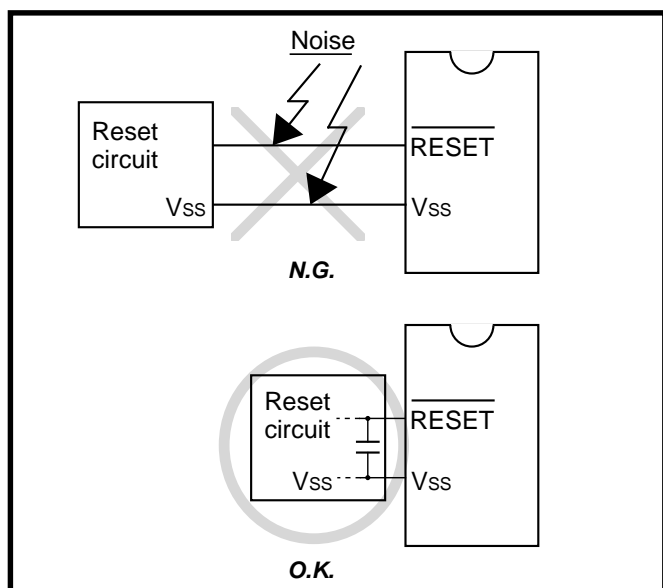 Noise
Reset
circuit
RESET
Vss
Vss
N.G.
Reset
circuit
RESET
Vss
Vss
O.K.